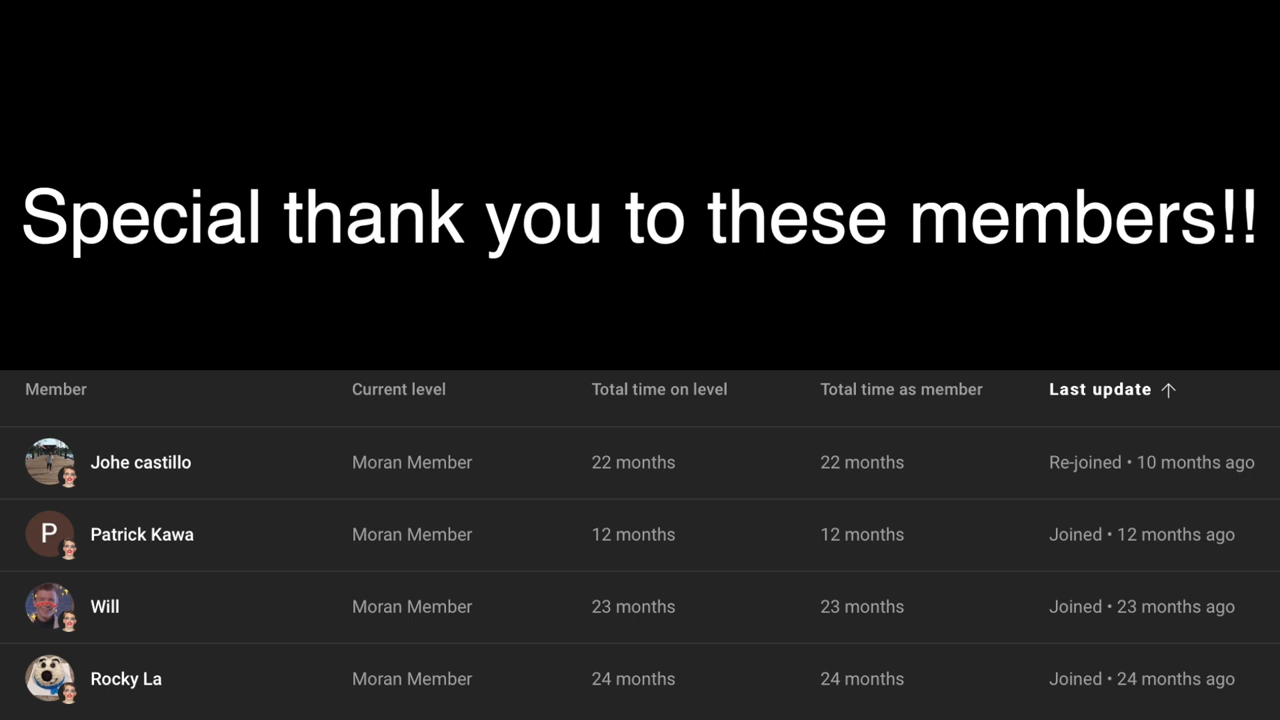 Special thank you to these members!!
Member Current level Total time on level Total time as member Last update ↑
Johe castillo Moran Member 22 months 22 months Re-joined • 10 months ago
P Patrick Kawa Moran Member 12 months 12 months Joined • 12 months ago
Will Moran Member 23 months 23 months Joined • 23 months ago
Rocky La Moran Member 24 months 24 months Joined • 24 months ago